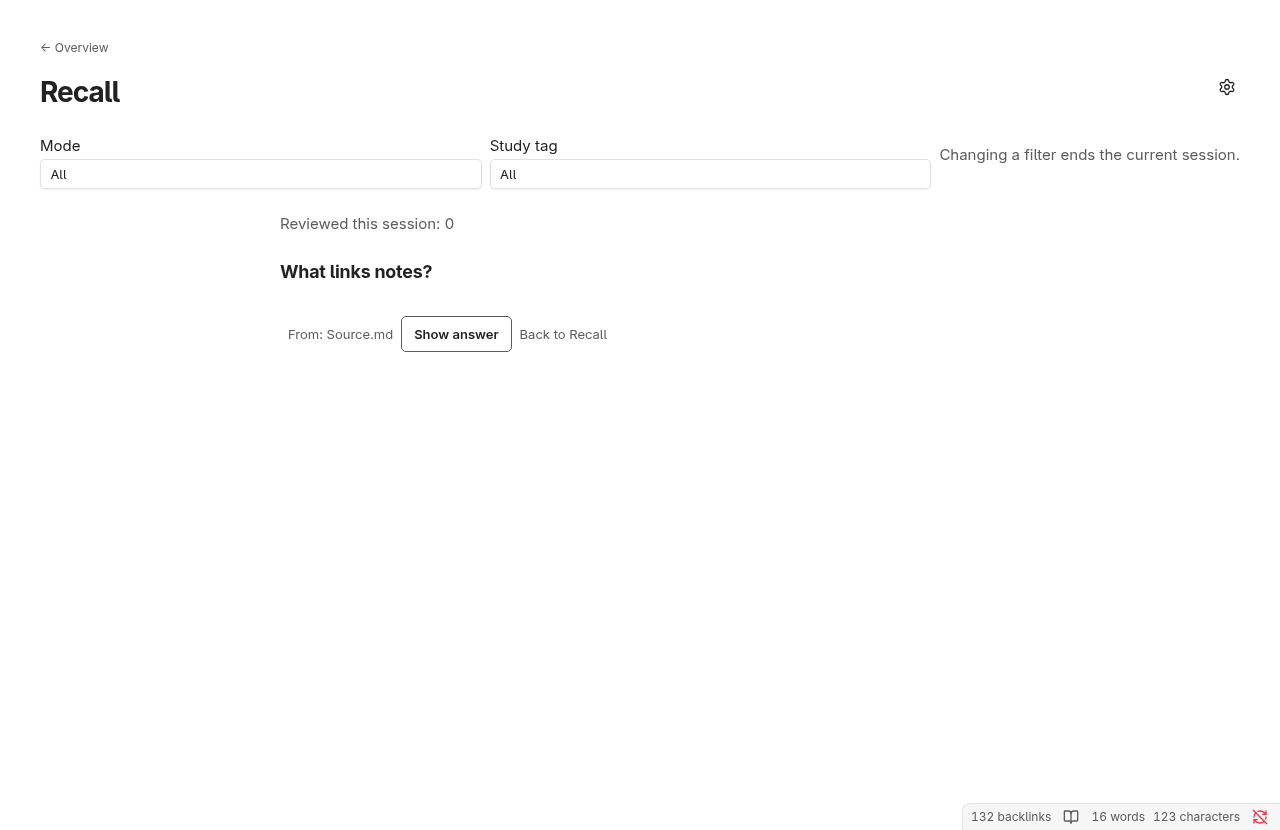 ← Overview
Recall
Mode
Study tag
Changing a filter ends the current session.
All
All
Reviewed this session: 0
What links notes?
From: Source.md Show answer Back to Recall
132 backlinks 16 words 123 characters